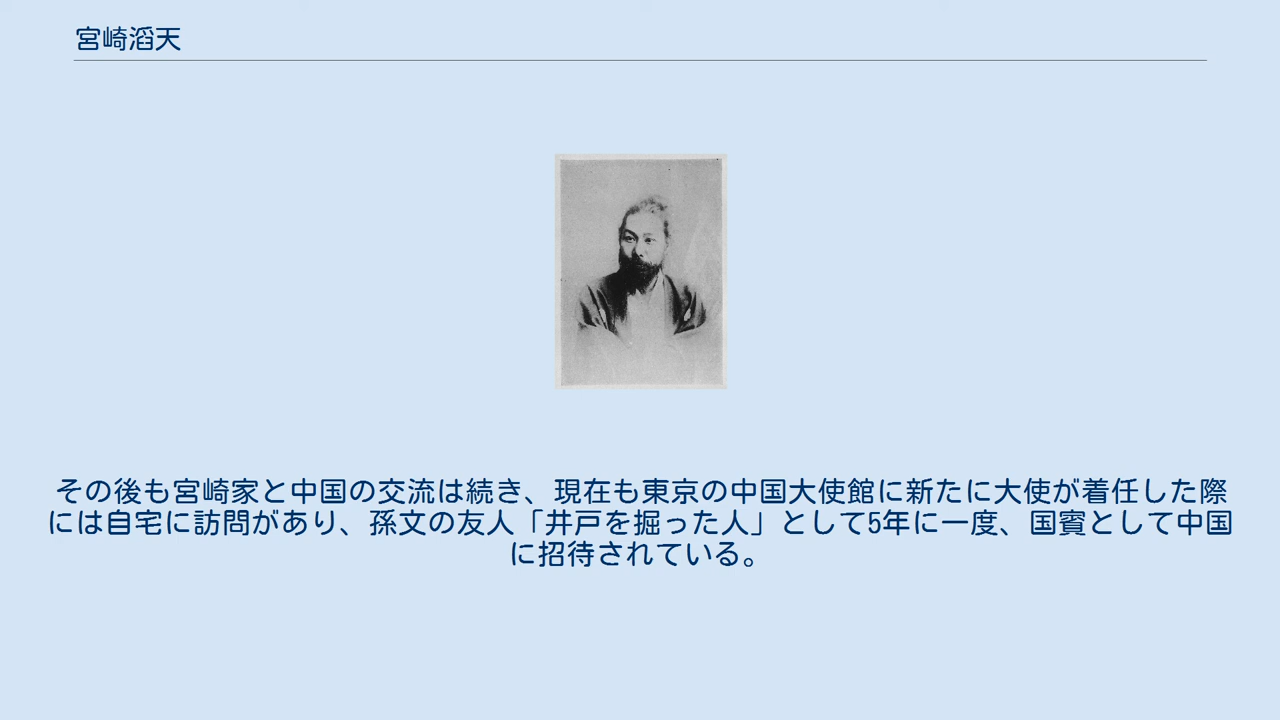 宮崎滔天
その後も宮崎家と中国の交流は続き、現在も東京の中国大使館に新たに大使が着任した際
には自宅に訪問があり、孫文の友人「井戸を掘った人」として5年に一度、国賓として中国
に招待されている。